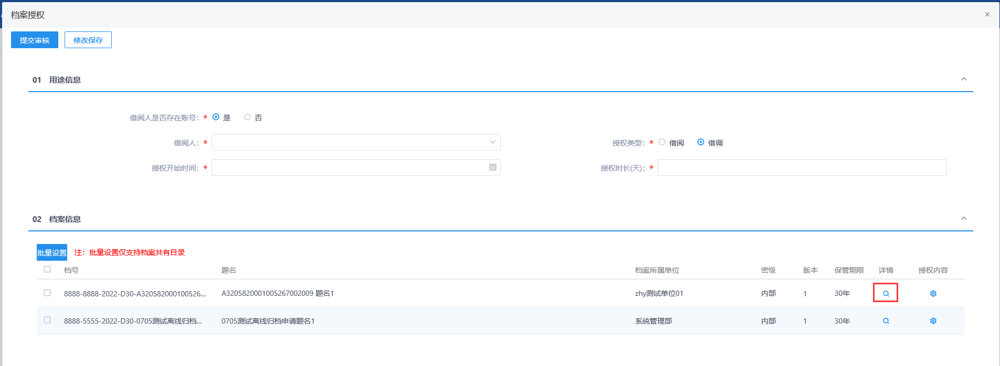 档案授权
提交审核 修改保存
01 用途信息
借阅人是否存在账号: * 是 否
借阅人: * 授权类型: * 借阅 借调
授权开始时间: * 授权时长(天): *
02 档案信息
批量设置 注：批量设置仅支持档案共有目录
档号 题名 档案所属单位 密级 版本 保管期限 详情 授权内容
8888-8888-2022-D30-A320582000100526... A3205820001005267002009 题名1 zhy测试单位01 内部 1 30年
8888-5555-2022-D30-0705测试离线归档... 0705测试离线归档申请题名1 系统管理部 内部 1 30年